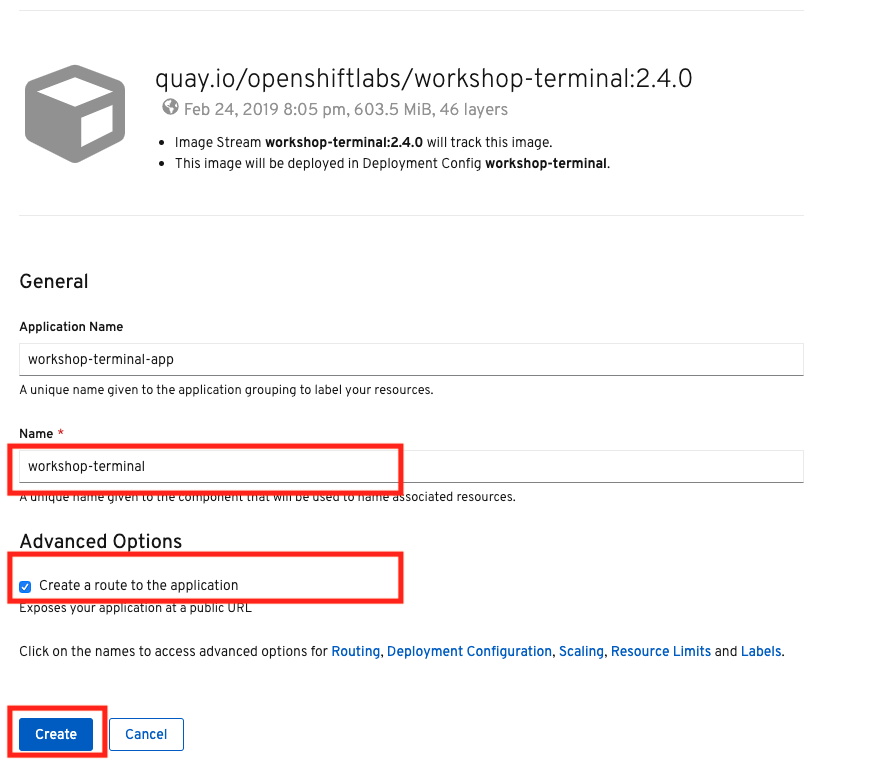 quay.io/openshiftlabs/workshop-terminal:2.4.0
Feb 24, 2019 8:05 pm, 603.5 MiB, 46 layers
Image Stream workshop-terminal:2.4.0 will track this image.
This image will be deployed in Deployment Config workshop-terminal.
General
Application Name
workshop-terminal-app
A unique name given to the application grouping to label your resources.
Name *
workshop-terminal
A unique name given to the component that will be used to name associated resources.
Advanced Options
Create a route to the application
Exposes your application at a public URL
Click on the names to access advanced options for Routing, Deployment Configuration, Scaling, Resource Limits and Labels.
Create Cancel